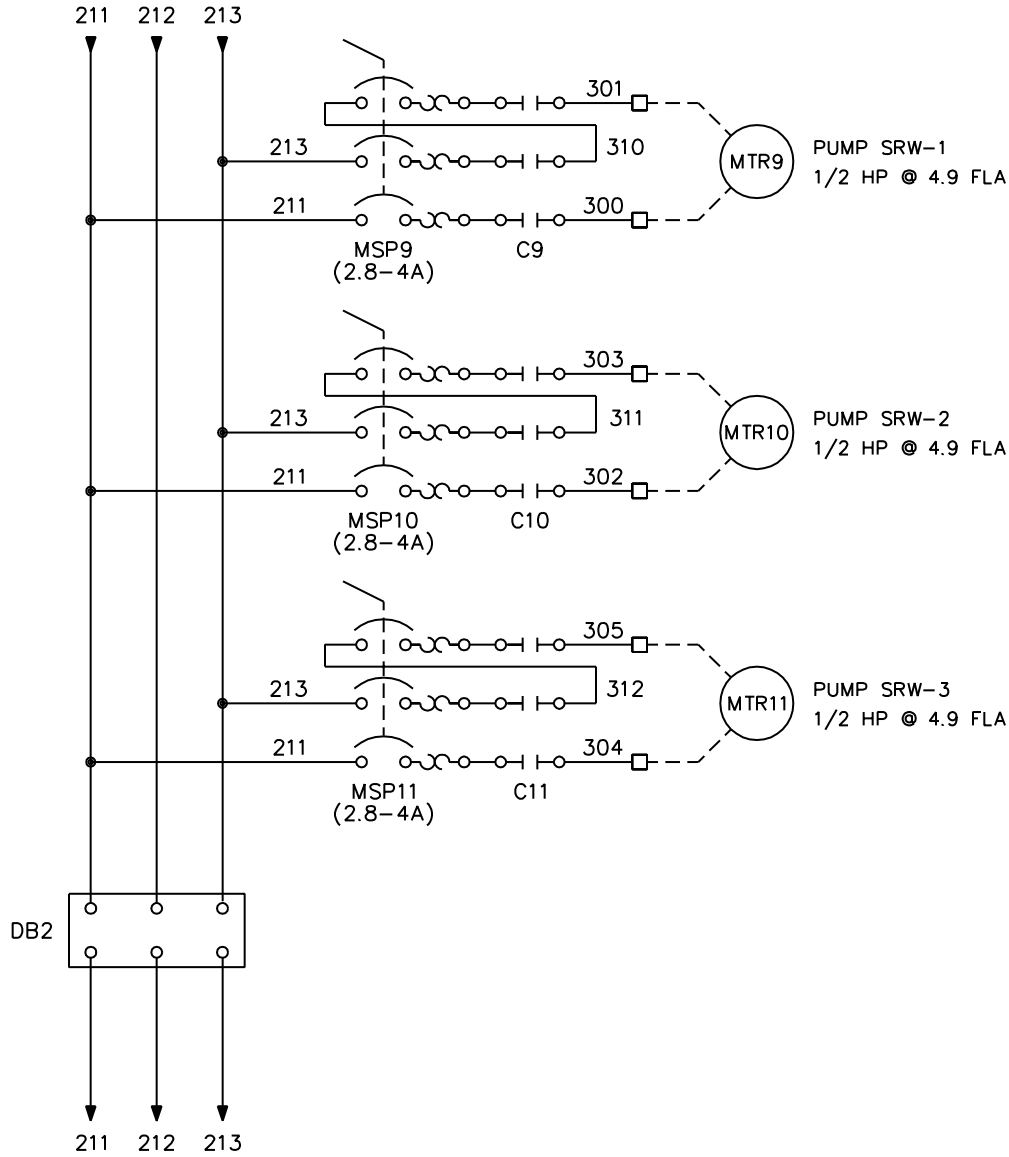 211 212 213
301
213
310
MTR9
PUMP SRW-1
1/2 HP @ 4.9 FLA
211
300
MSP9
(2.8-4A)
C9
303
213
311
MTR10
PUMP SRW-2
1/2 HP @ 4.9 FLA
211
302
MSP10
(2.8-4A)
C10
305
213
312
MTR11
PUMP SRW-3
1/2 HP @ 4.9 FLA
211
304
MSP11
(2.8-4A)
C11
DB2
211 212 213